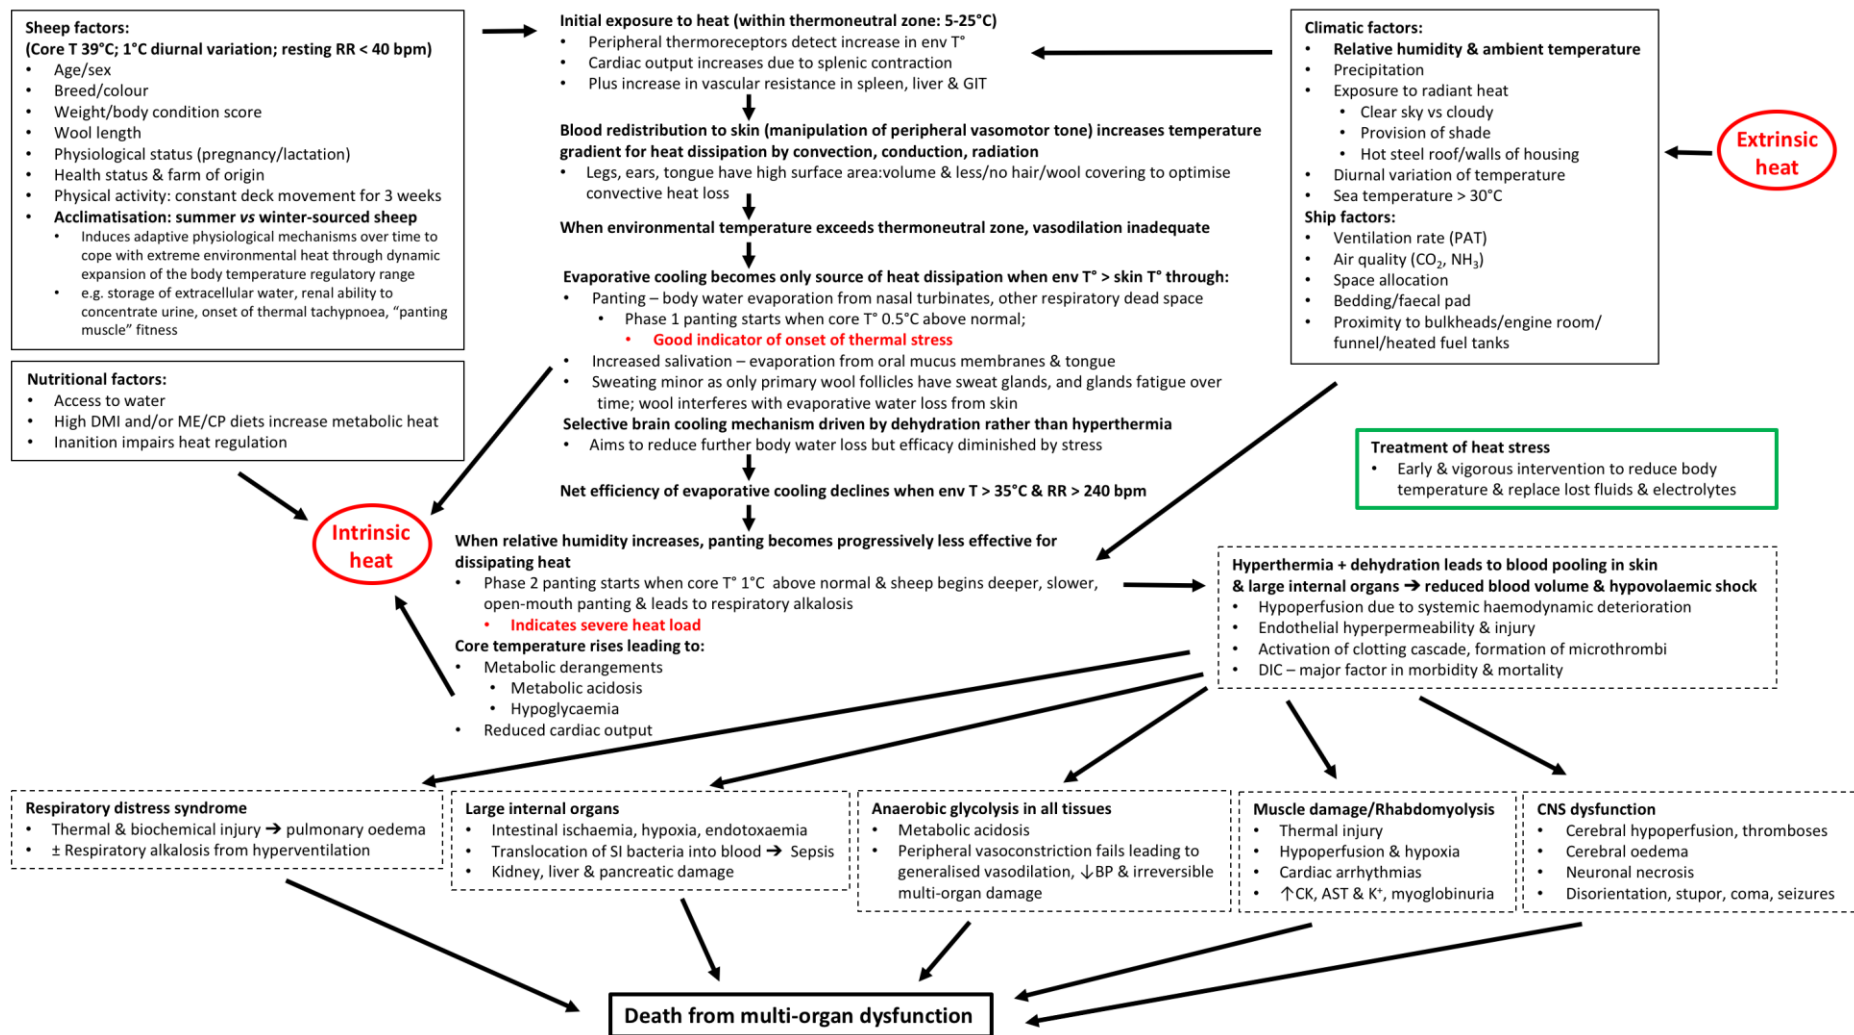 Sheep factors:
(Core T 39°C; 1°C diurnal variation; resting RR < 40 bpm)
• Age/sex
• Breed/colour
• Weight/body condition score
• Wool length
• Physiological status (pregnancy/lactation)
• Health status & farm of origin
• Physical activity: constant deck movement for 3 weeks
• Acclimatisation: summer vs winter-sourced sheep
• Induces adaptive physiological mechanisms over time to
cope with extreme environmental heat through dynamic
expansion of the body temperature regulatory range
• e.g. storage of extracellular water, renal ability to
concentrate urine, onset of thermal tachypnoea, “panting
muscle” fitness
Nutritional factors:
• Access to water
• High DMI and/or ME/CP diets increase metabolic heat
• Inanition impairs heat regulation
Intrinsic
heat
Initial exposure to heat (within thermoneutral zone: 5-25°C)
• Peripheral thermoreceptors detect increase in env T°
• Cardiac output increases due to splenic contraction
• Plus increase in vascular resistance in spleen, liver & GIT
Blood redistribution to skin (manipulation of peripheral vasomotor tone) increases temperature
gradient for heat dissipation by convection, conduction, radiation
• Legs, ears, tongue have high surface area:volume & less/no hair/wool covering to optimise
convective heat loss
When environmental temperature exceeds thermoneutral zone, vasodilation inadequate
Evaporative cooling becomes only source of heat dissipation when env T° > skin T° through:
• Panting – body water evaporation from nasal turbinates, other respiratory dead space
• Phase 1 panting starts when core T° 0.5°C above normal;
• Good indicator of onset of thermal stress
• Increased salivation – evaporation from oral mucus membranes & tongue
• Sweating minor as only primary wool follicles have sweat glands, and glands fatigue over
time; wool interferes with evaporative water loss from skin
Selective brain cooling mechanism driven by dehydration rather than hyperthermia
• Aims to reduce further body water loss but efficacy diminished by stress
Net efficiency of evaporative cooling declines when env T > 35°C & RR > 240 bpm
When relative humidity increases, panting becomes progressively less effective for
dissipating heat
• Phase 2 panting starts when core T° 1°C above normal & sheep begins deeper, slower,
open-mouth panting & leads to respiratory alkalosis
• Indicates severe heat load
Core temperature rises leading to:
• Metabolic derangements
• Metabolic acidosis
• Hypoglycaemia
• Reduced cardiac output
Climatic factors:
• Relative humidity & ambient temperature
• Precipitation
• Exposure to radiant heat
• Clear sky vs cloudy
• Provision of shade
• Hot steel roof/walls of housing
• Diurnal variation of temperature
• Sea temperature > 30°C
Ship factors:
• Ventilation rate (PAT)
• Air quality (CO₂, NH₃)
• Space allocation
• Bedding/faecal pad
• Proximity to bulkheads/engine room/
funnel/heated fuel tanks
Extrinsic
heat
Treatment of heat stress
• Early & vigorous intervention to reduce body
temperature & replace lost fluids & electrolytes
Hyperthermia + dehydration leads to blood pooling in skin
& large internal organs ➔ reduced blood volume & hypovolaemic shock
• Hypoperfusion due to systemic haemodynamic deterioration
• Endothelial hyperpermeability & injury
• Activation of clotting cascade, formation of microthrombi
• DIC – major factor in morbidity & mortality
Respiratory distress syndrome
• Thermal & biochemical injury ➔ pulmonary oedema
• ± Respiratory alkalosis from hyperventilation
Large internal organs
• Intestinal ischaemia, hypoxia, endotoxaemia
• Translocation of SI bacteria into blood ➔ Sepsis
• Kidney, liver & pancreatic damage
Anaerobic glycolysis in all tissues
• Metabolic acidosis
• Peripheral vasoconstriction fails leading to
generalised vasodilation, ↓BP & irreversible
multi-organ damage
Muscle damage/Rhabdomyolysis
• Thermal injury
• Hypoperfusion & hypoxia
• Cardiac arrhythmias
• ↑CK, AST & K⁺, myoglobinuria
CNS dysfunction
• Cerebral hypoperfusion, thromboses
• Cerebral oedema
• Neuronal necrosis
• Disorientation, stupor, coma, seizures
Death from multi-organ dysfunction